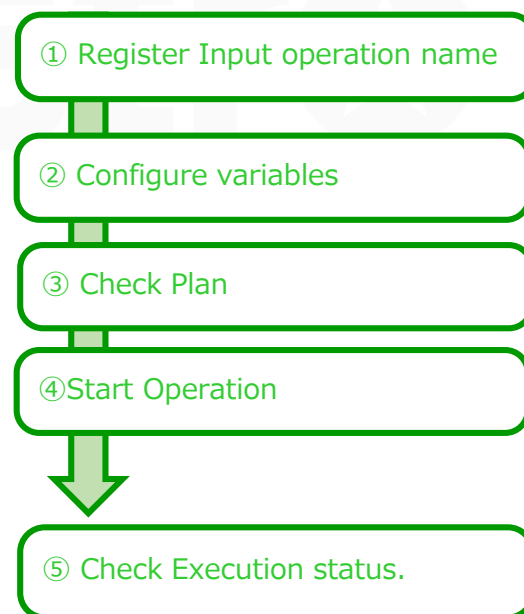 ① Register Input operation name
② Configure variables
③ Check Plan
④Start Operation
⑤ Check Execution status.